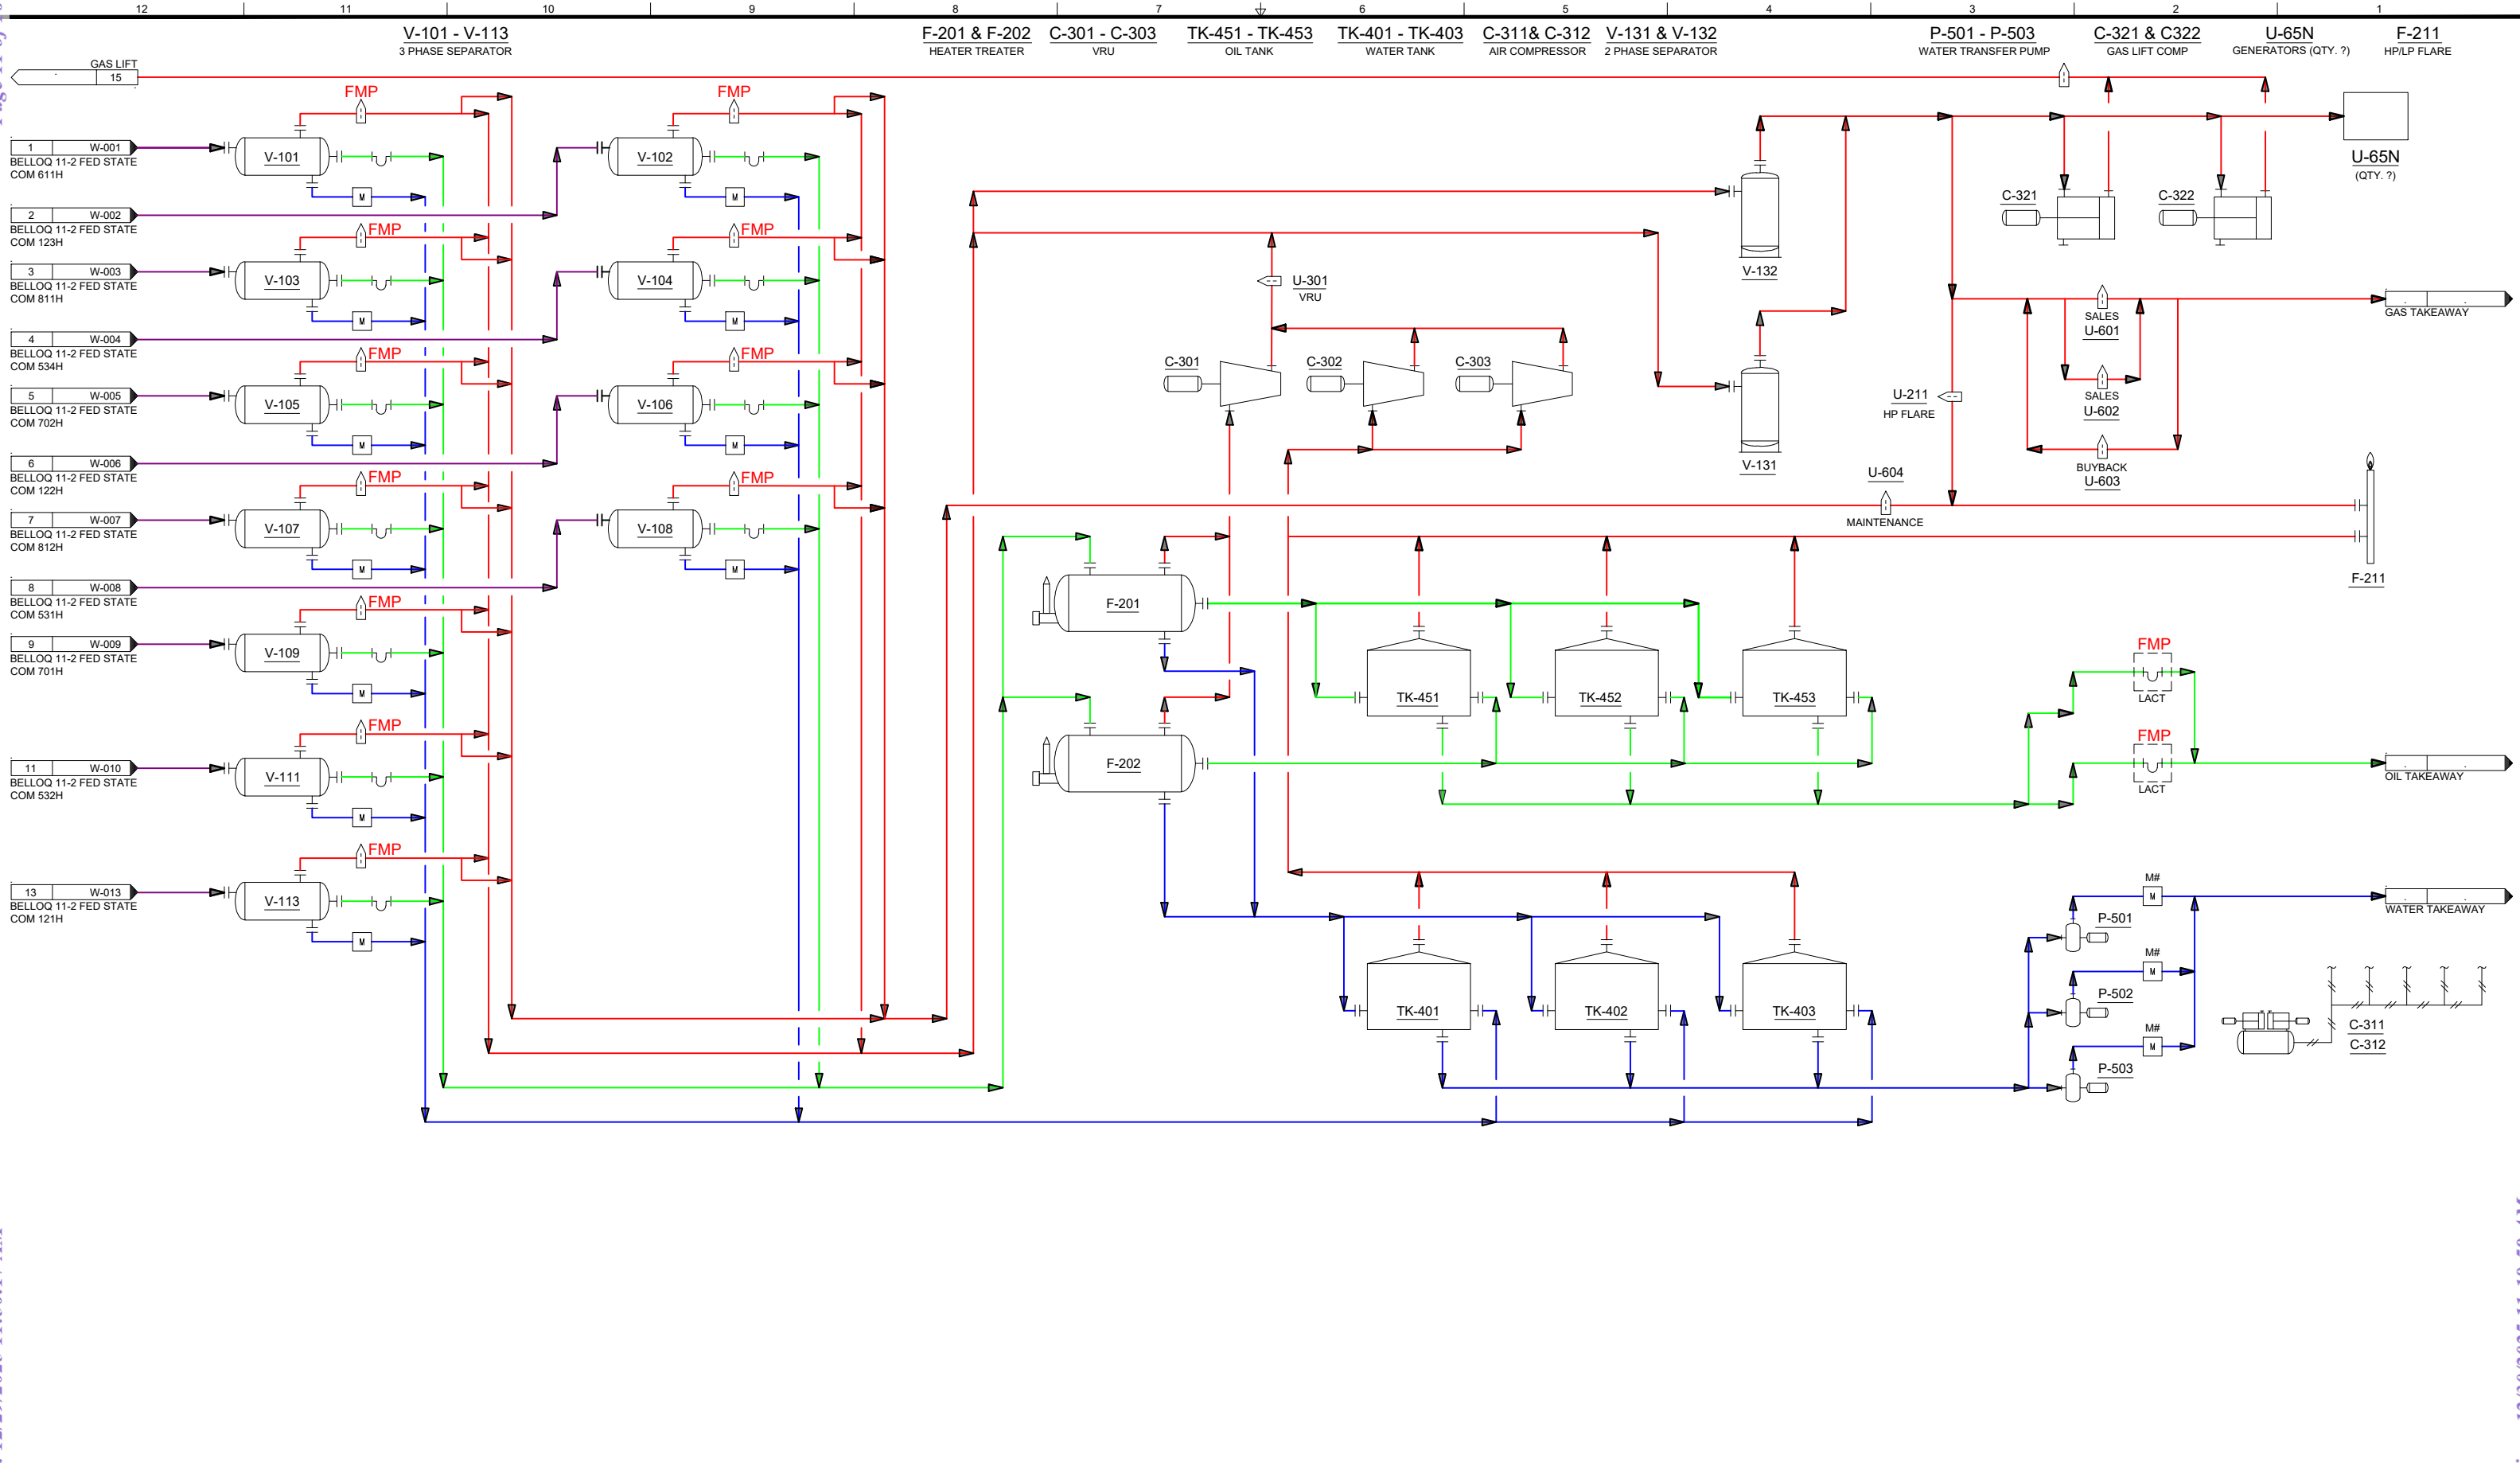 12 11 10 9 8 7 6 5 4 3 2 1
V-101 - V-113
3 PHASE SEPARATOR
F-201 & F-202
HEATER TREATER
C-301 - C-303
VRU
TK-451 - TK-453
OIL TANK
TK-401 - TK-403
WATER TANK
C-311& C-312
AIR COMPRESSOR
V-131 & V-132
2 PHASE SEPARATOR
P-501 - P-503
WATER TRANSFER PUMP
C-321 & C322
GAS LIFT COMP
U-65N
GENERATORS (QTY. ?)
F-211
HP/LP FLARE
GAS LIFT
15
1 W-001
BELLOQ 11-2 FED STATE
COM 611H
2 W-002
BELLOQ 11-2 FED STATE
COM 123H
3 W-003
BELLOQ 11-2 FED STATE
COM 811H
4 W-004
BELLOQ 11-2 FED STATE
COM 534H
5 W-005
BELLOQ 11-2 FED STATE
COM 702H
6 W-006
BELLOQ 11-2 FED STATE
COM 122H
7 W-007
BELLOQ 11-2 FED STATE
COM 812H
8 W-008
BELLOQ 11-2 FED STATE
COM 531H
9 W-009
BELLOQ 11-2 FED STATE
COM 701H
11 W-010
BELLOQ 11-2 FED STATE
COM 532H
13 W-013
BELLOQ 11-2 FED STATE
COM 121H
FMP
V-101
M
FMP
V-103
M
FMP
V-105
M
FMP
V-107
M
FMP
V-109
M
FMP
V-111
M
FMP
V-113
M
FMP
V-102
M
FMP
V-104
M
FMP
V-106
M
FMP
V-108
M
U-301
VRU
C-301
C-302
C-303
V-132
V-131
F-201
F-202
TK-451
TK-452
TK-453
TK-401
TK-402
TK-403
U-604
MAINTENANCE
U-211
HP FLARE
C-321
C-322
U-65N
(QTY. ?)
SALES
U-601
SALES
U-602
BUYBACK
U-603
GAS TAKEAWAY
F-211
FMP
LACT
FMP
LACT
OIL TAKEAWAY
M#
M
P-501
M#
M
P-502
M#
M
P-503
WATER TAKEAWAY
C-311
C-312